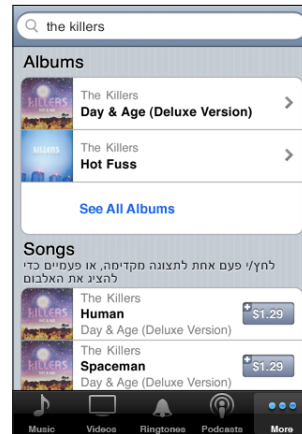 the killers
Albums
The Killers
Day & Age (Deluxe Version)
The Killers
Hot Fuss
See All Albums
Songs
לחץ/י פעם אחת לתצוגה מקדימה, או פעמיים כדי
להציג את האלבום
The Killers
Human
Day & Age (Deluxe Version)
$1.29
The Killers
Spaceman
Day & Age (Deluxe Version)
$1.29
Music
Videos
Ringtones
Podcasts
More